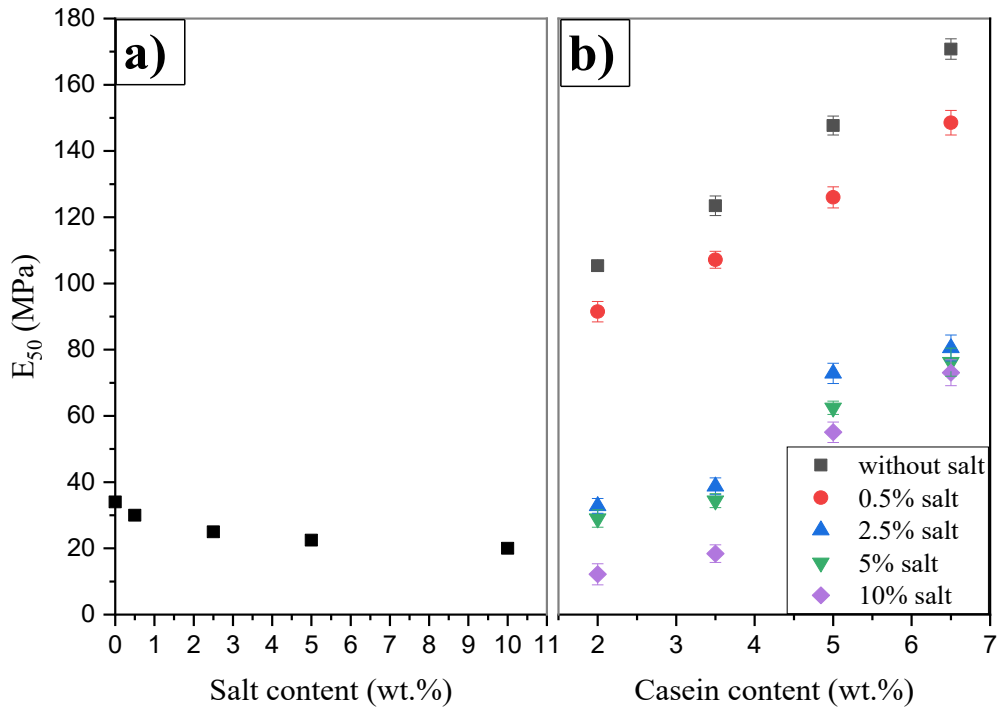 a)
b)
180
160
140
120
100
80
60
40
20
0
E₅₀ (MPa)
0 1 2 3 4 5 6 7 8 9 10 11
Salt content (wt.%)
2 3 4 5 6 7
Casein content (wt.%)
without salt
0.5% salt
2.5% salt
5% salt
10% salt